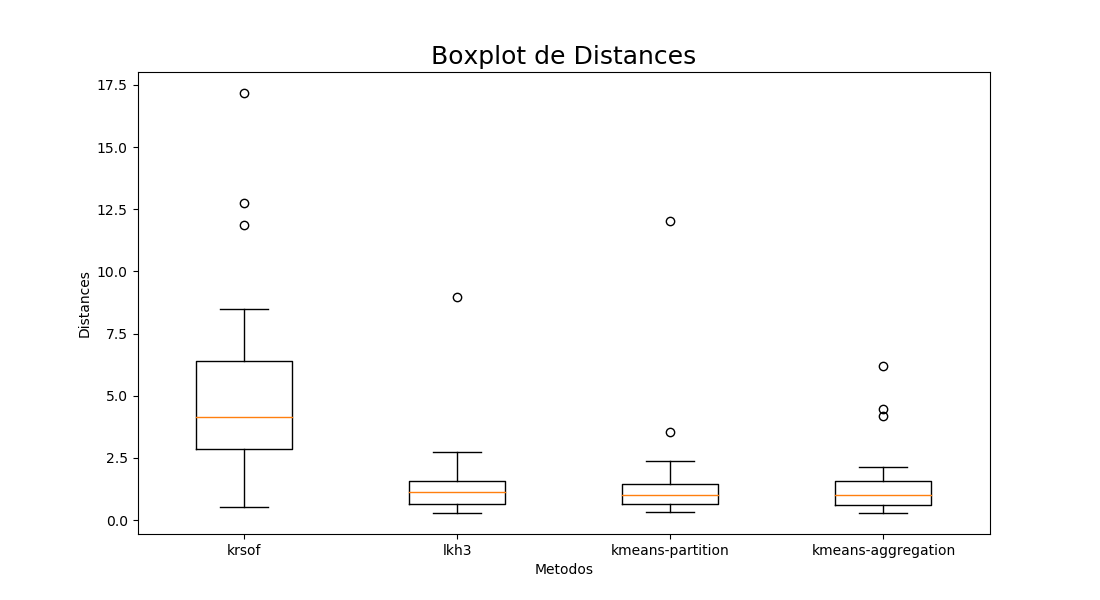 Boxplot de Distances
17.5
15.0
12.5
10.0
7.5
5.0
2.5
0.0
Distances
krsof lkh3 kmeans-partition kmeans-aggregation
Metodos